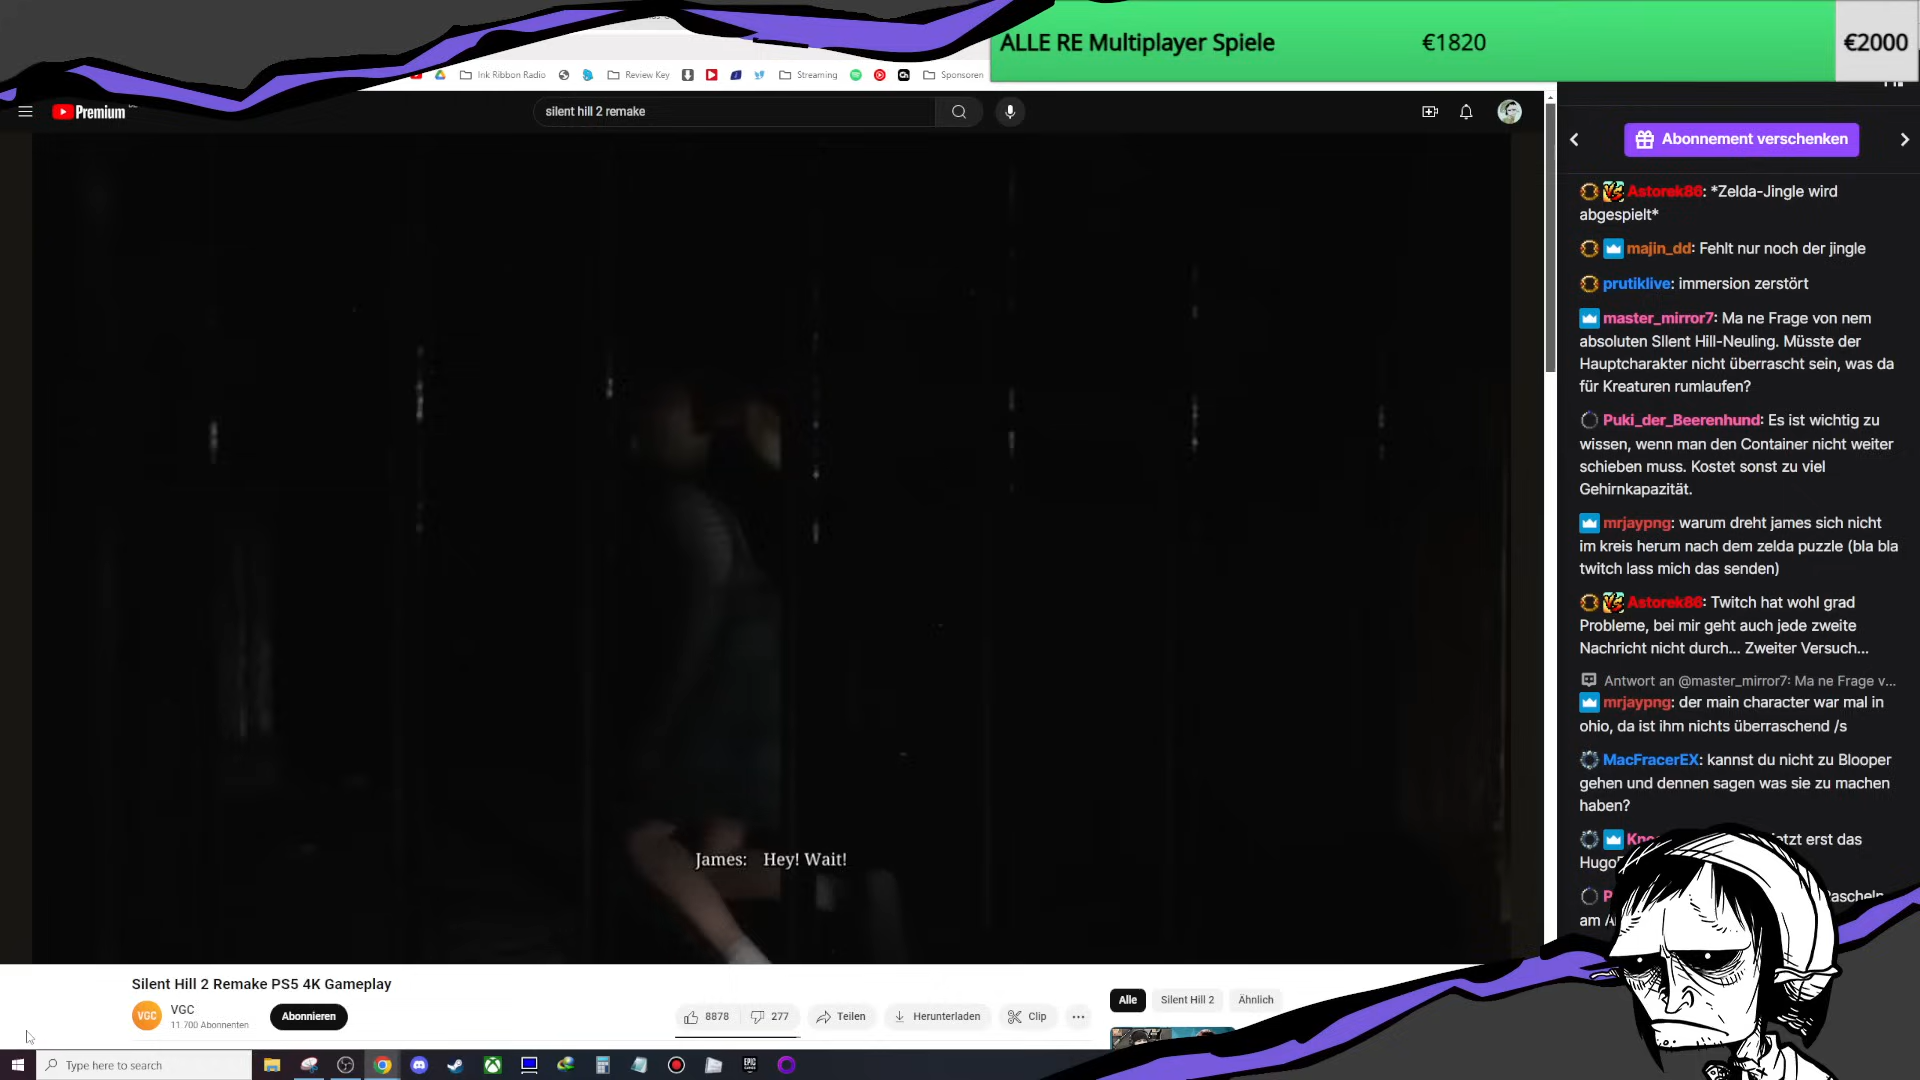 ALLE RE Multiplayer Spiele €1820 €2000
Ink Ribbon Radio Review Key Streaming Sponsoren
Premium silent hill 2 remake
Abonnement verschenken
Astorek86: *Zelda-Jingle wird
abgespielt*
majin_dd: Fehlt nur noch der jingle
prutiklive: immersion zerstört
master_mirror7: Ma ne Frage von nem
absoluten SIlent Hill-Neuling. Müsste der
Hauptcharakter nicht überrascht sein, was da
für Kreaturen rumlaufen?
Puki_der_Beerenhund: Es ist wichtig zu
wissen, wenn man den Container nicht weiter
schieben muss. Kostet sonst zu viel
Gehirnkapazität.
mrjaypng: warum dreht james sich nicht
im kreis herum nach dem zelda puzzle (bla bla
twitch lass mich das senden)
Astorek86: Twitch hat wohl grad
Probleme, bei mir geht auch jede zweite
Nachricht nicht durch... Zweiter Versuch...
Antwort an @master_mirror7: Ma ne Frage v...
mrjaypng: der main character war mal in
ohio, da ist ihm nichts überraschend /s
MacFracerEX: kannst du nicht zu Blooper
gehen und dennen sagen was sie zu machen
haben?
jetzt erst das
am
James: Hey! Wait!
Silent Hill 2 Remake PS5 4K Gameplay
VGC
VGC
11.700 Abonnenten
Abonnieren
8878 277 Teilen Herunterladen Clip
Alle Silent Hill 2 Ähnlich
Type here to search
EPIC GAMES